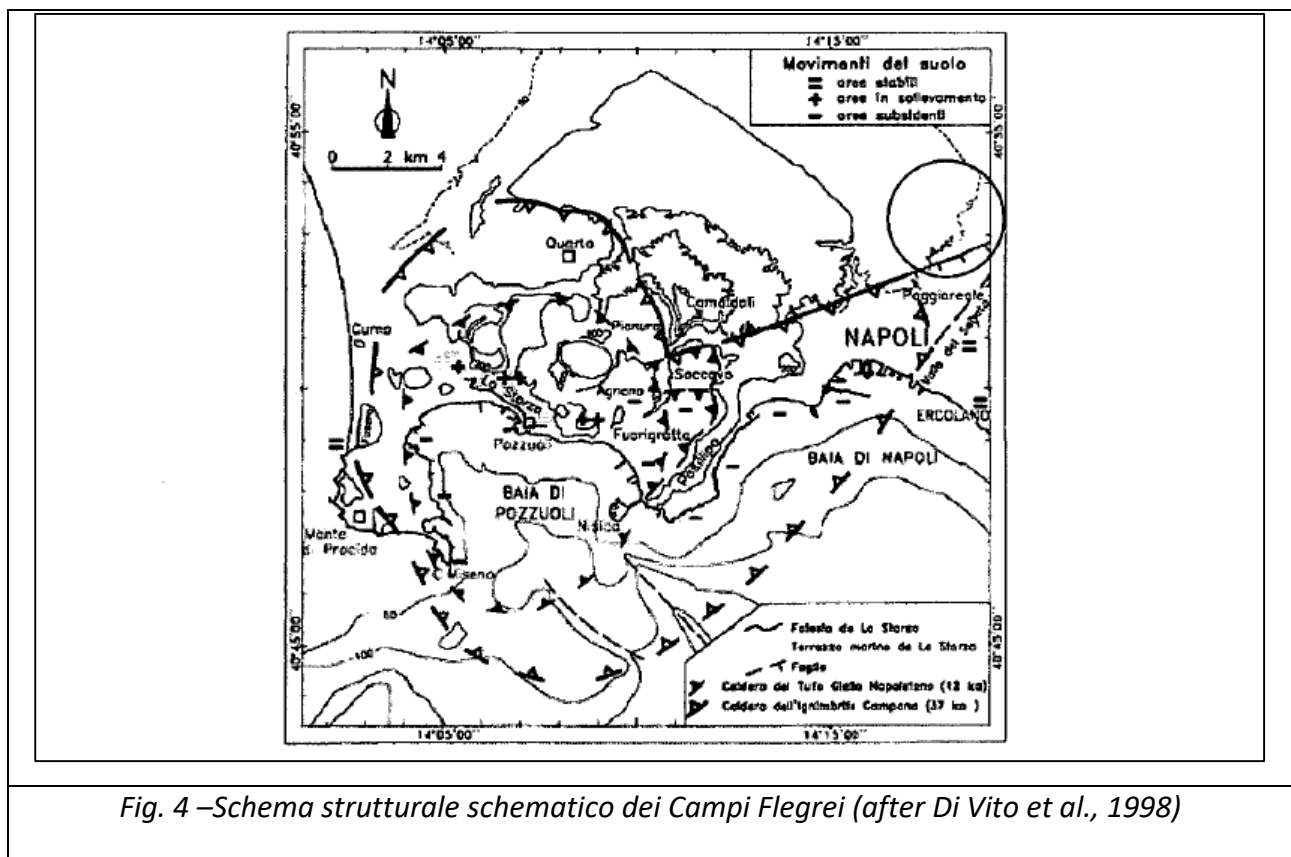 14°05'00"
14°15'00"
Movimenti del suolo
aree stabili
aree in sollevamento
aree subsidenti
N
0 2 km 4
40°55'00"
40°55'00"
Quarto
Camaldoli
Poggioreale
Pianura
NAPOLI
Cuma
Soccavo
Agnano
La Starza
ERCOLANO
Pozzuoli
Fuorigrotta
Posillipo
BAIA DI NAPOLI
BAIA DI
POZZUOLI
Nisida
Monte
di Procida
C. Miseno
Falesia de La Starza
Terrazzo marino de La Starza
Faglie
Caldera del Tufo Giallo Napoletano (12 ka)
Caldera dell'Ignimbrite Campana (37 ka)
40°45'00"
40°45'00"
14°05'00"
14°15'00"
Fig. 4 –Schema strutturale schematico dei Campi Flegrei (after Di Vito et al., 1998)